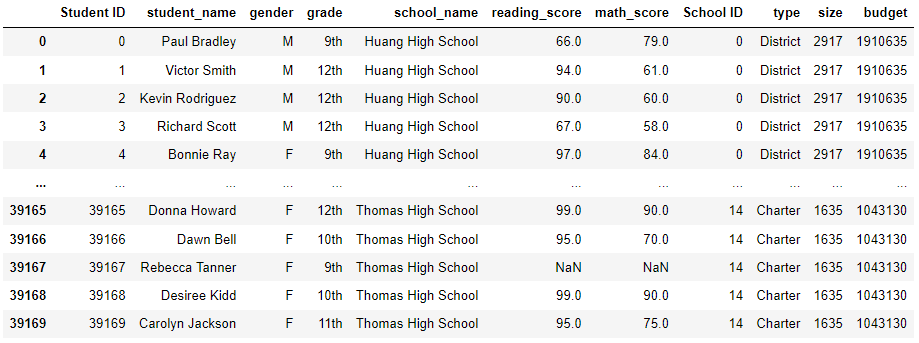 Student ID student_name gender grade school_name reading_score math_score School ID type size budget
0 0 Paul Bradley M 9th Huang High School 66.0 79.0 0 District 2917 1910635
1 1 Victor Smith M 12th Huang High School 94.0 61.0 0 District 2917 1910635
2 2 Kevin Rodriguez M 12th Huang High School 90.0 60.0 0 District 2917 1910635
3 3 Richard Scott M 12th Huang High School 67.0 58.0 0 District 2917 1910635
4 4 Bonnie Ray F 9th Huang High School 97.0 84.0 0 District 2917 1910635
... ... ... ... ... ... ... ... ... ... ... ...
39165 39165 Donna Howard F 12th Thomas High School 99.0 90.0 14 Charter 1635 1043130
39166 39166 Dawn Bell F 10th Thomas High School 95.0 70.0 14 Charter 1635 1043130
39167 39167 Rebecca Tanner F 9th Thomas High School NaN NaN 14 Charter 1635 1043130
39168 39168 Desiree Kidd F 10th Thomas High School 99.0 90.0 14 Charter 1635 1043130
39169 39169 Carolyn Jackson F 11th Thomas High School 95.0 75.0 14 Charter 1635 1043130